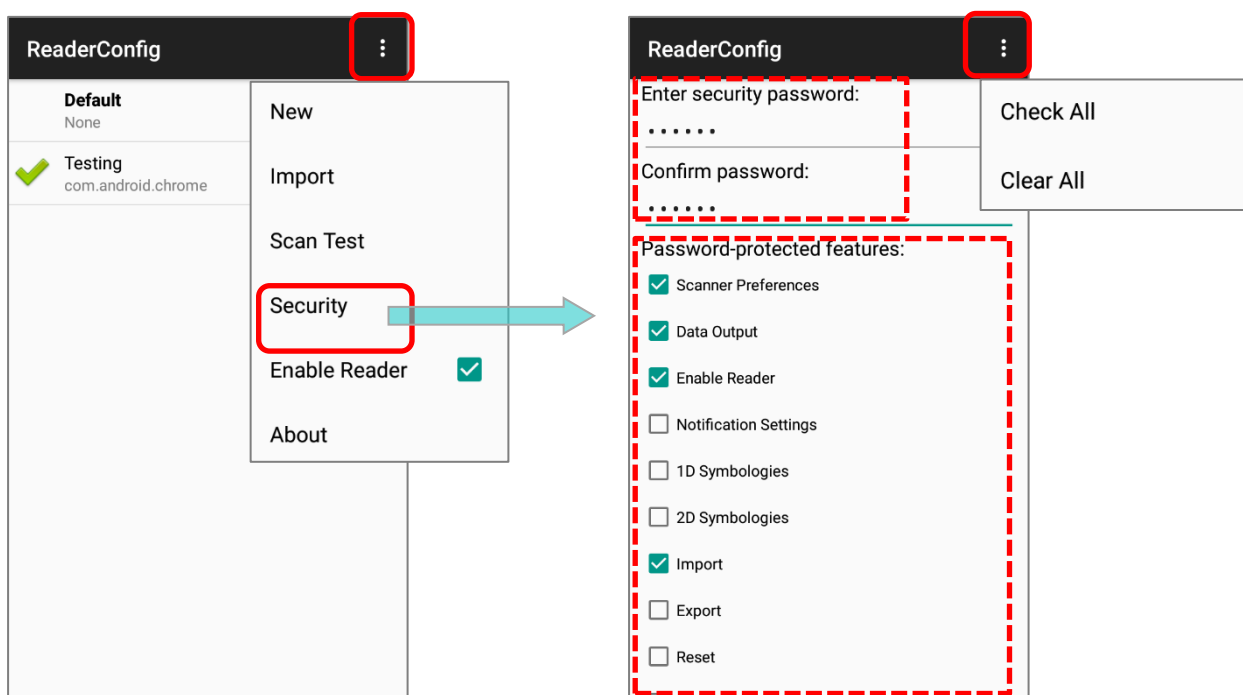 ReaderConfig
Default
None
Testing
com.android.chrome
New
Import
Scan Test
Security
Enable Reader
About
ReaderConfig
Enter security password:
......
Confirm password:
......
Check All
Clear All
Password-protected features:
Scanner Preferences
Data Output
Enable Reader
Notification Settings
1D Symbologies
2D Symbologies
Import
Export
Reset